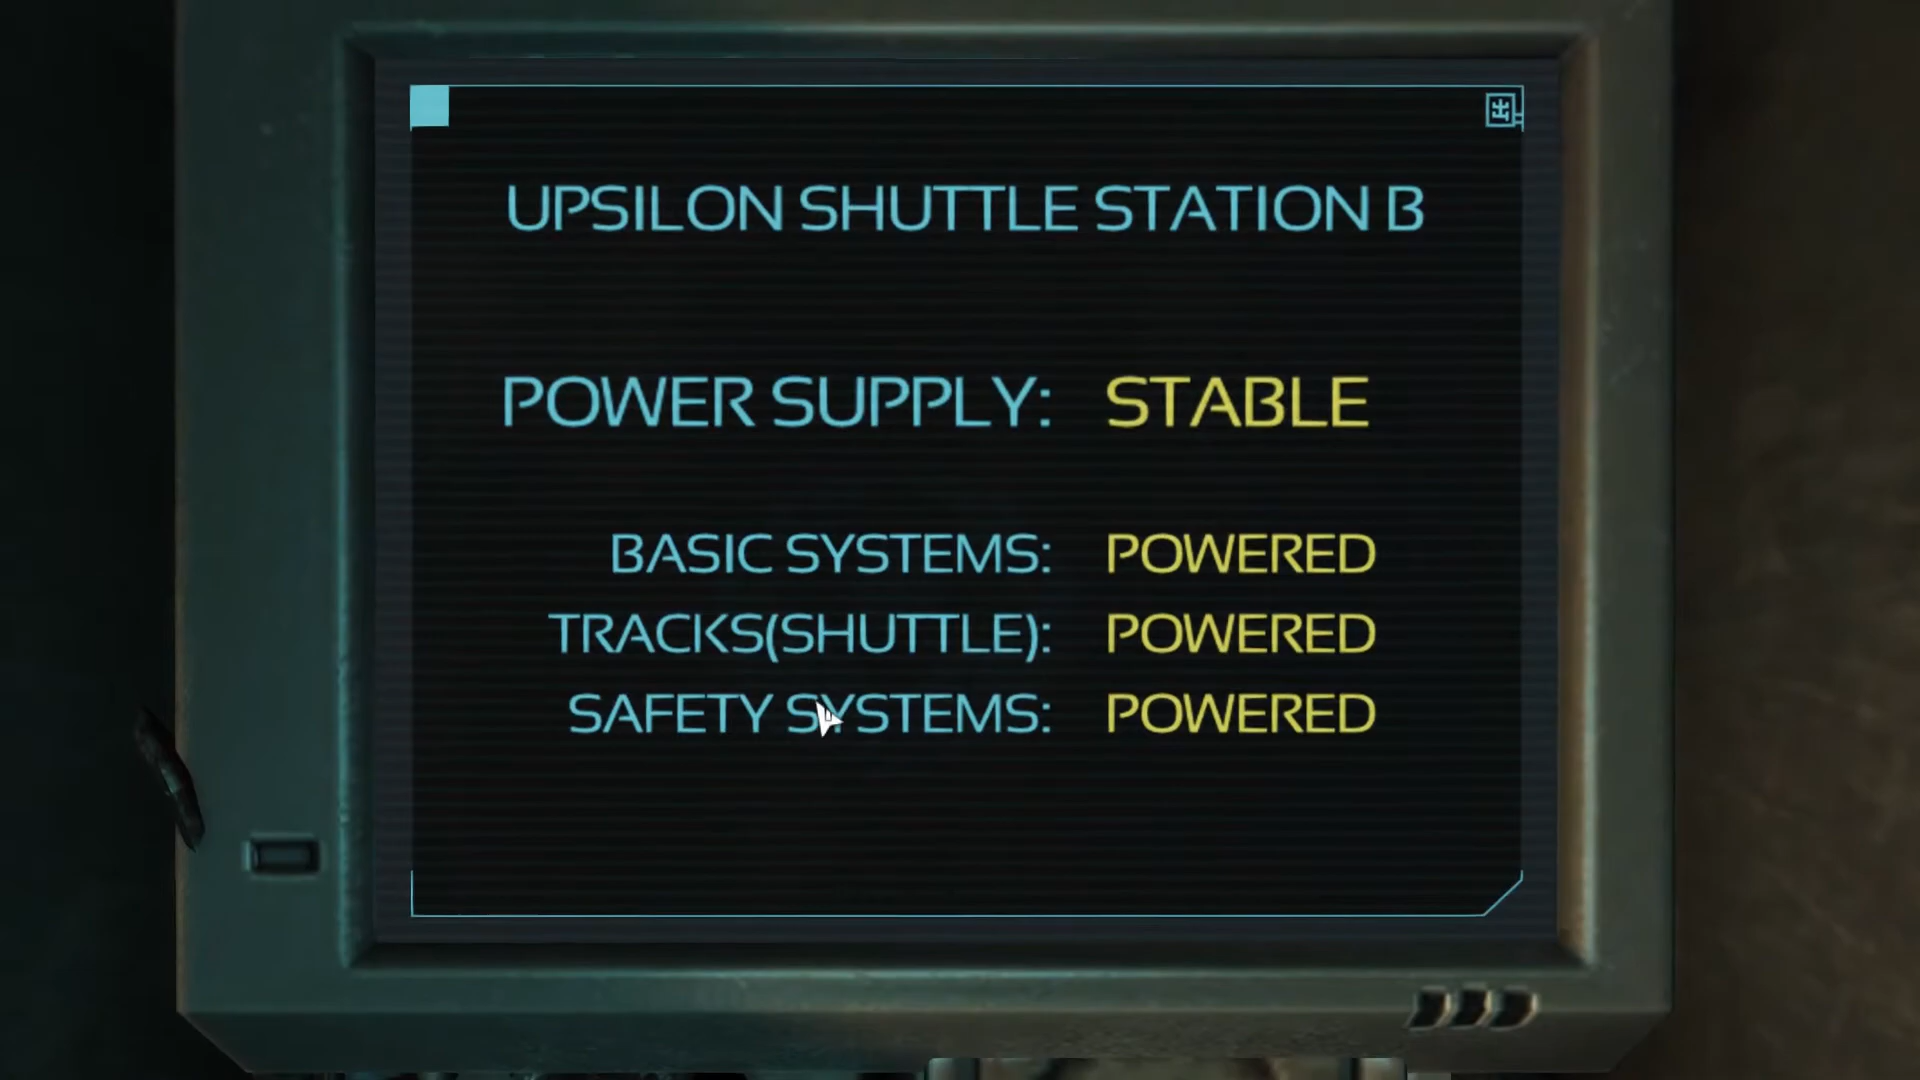 UPSILON SHUTTLE STATION B
POWER SUPPLY: STABLE
BASIC SYSTEMS: POWERED
TRACKS(SHUTTLE): POWERED
SAFETY SYSTEMS: POWERED